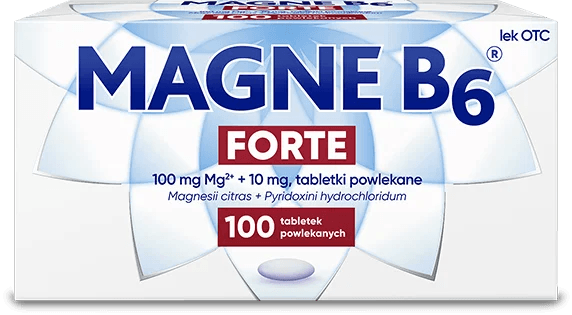 lek OTC
MAGNE B6®
FORTE
100 mg Mg²⁺ + 10 mg, tabletki powlekane
Magnesii citras + Pyridoxini hydrochloridum
100 tabletek
powlekanych